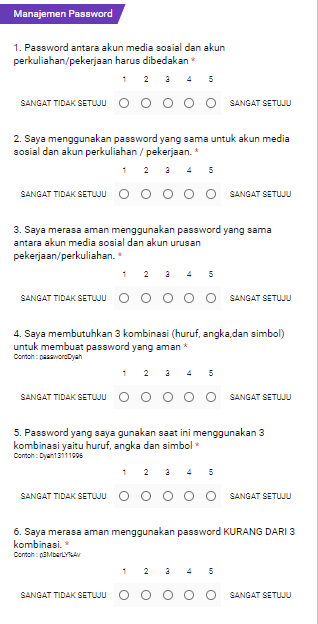 Manajemen Password
1. Password antara akun media sosial dan akun
perkuliahan/pekerjaan harus dibedakan *
1 2 3 4 5
SANGAT TIDAK SETUJU SANGAT SETUJU
2. Saya menggunakan password yang sama untuk akun media
sosial dan akun perkuliahan / pekerjaan. *
1 2 3 4 5
SANGAT TIDAK SETUJU SANGAT SETUJU
3. Saya merasa aman menggunakan password yang sama
antara akun media sosial dan akun urusan
pekerjaan/perkuliahan. *
1 2 3 4 5
SANGAT TIDAK SETUJU SANGAT SETUJU
4. Saya membutuhkan 3 kombinasi (huruf, angka,dan simbol)
untuk membuat password yang aman *
Contoh : passwordDyah
1 2 3 4 5
SANGAT TIDAK SETUJU SANGAT SETUJU
5. Password yang saya gunakan saat ini menggunakan 3
kombinasi yaitu huruf, angka dan simbol *
Contoh : Dyah13111996
1 2 3 4 5
SANGAT TIDAK SETUJU SANGAT SETUJU
6. Saya merasa aman menggunakan password KURANG DARI 3
kombinasi. *
Contoh : p3MberLY%Av
1 2 3 4 5
SANGAT TIDAK SETUJU SANGAT SETUJU